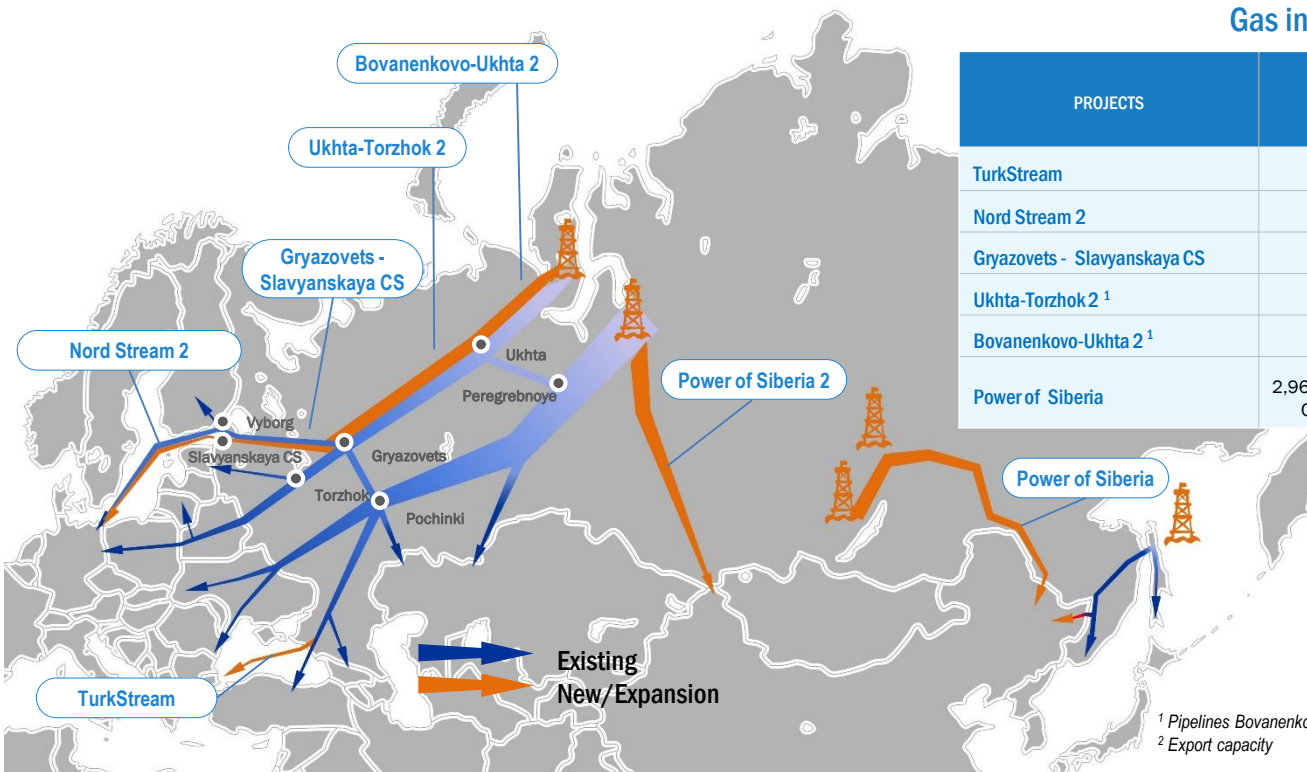 Gas in
Bovanenkovo-Ukhta 2
Ukhta-Torzhok 2
Gryazovets -
Slavyanskaya CS
Nord Stream 2
Power of Siberia 2
Power of Siberia
TurkStream
Ukhta
Peregrebnoye
Vyborg
Slavyanskaya CS
Gryazovets
Torzhok
Pochinki
Existing
New/Expansion
PROJECTS
TurkStream
Nord Stream 2
Gryazovets - Slavyanskaya CS
Ukhta-Torzhok 2 ¹
Bovanenkovo-Ukhta 2 ¹
Power of Siberia
2,96
¹ Pipelines Bovanenko
² Export capacity